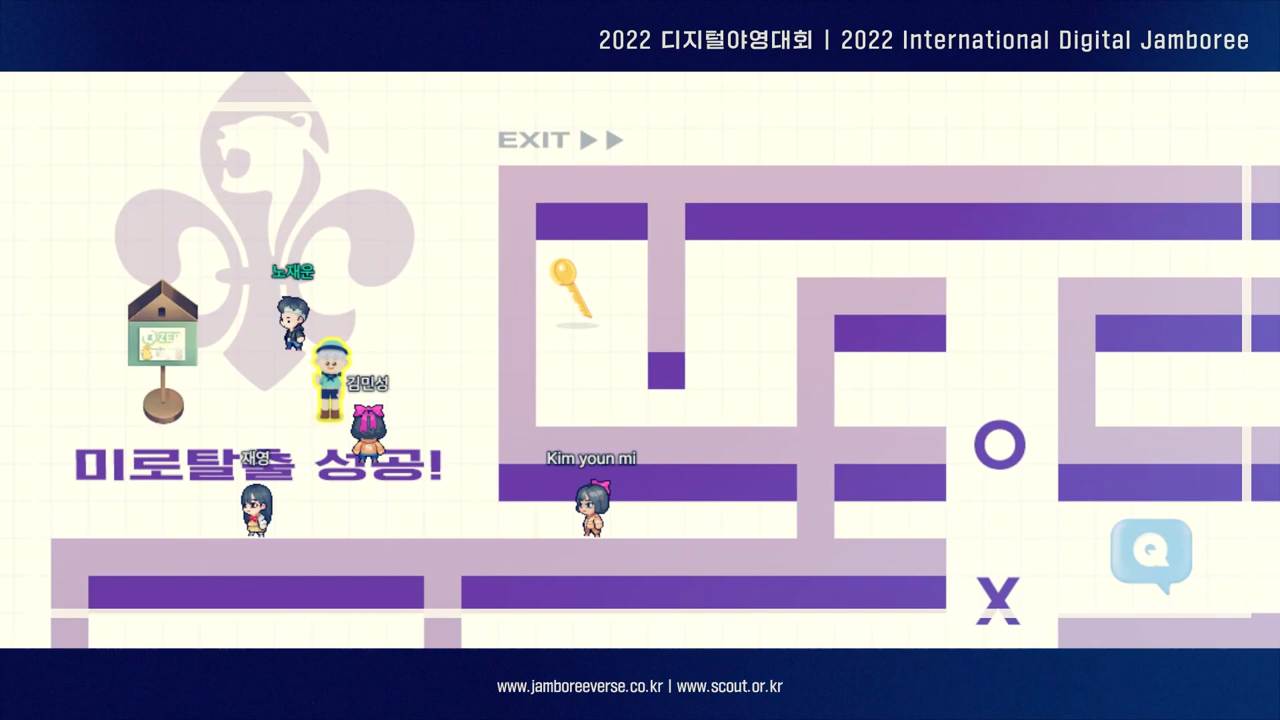 2022 디지털야영대회 | 2022 International Digital Jamboree
EXIT ▶▶
노재운
김민성
미로탈출 성공!
재영
Kim youn mi
O
Q
X
www.jamboreeverse.co.kr | www.scout.or.kr